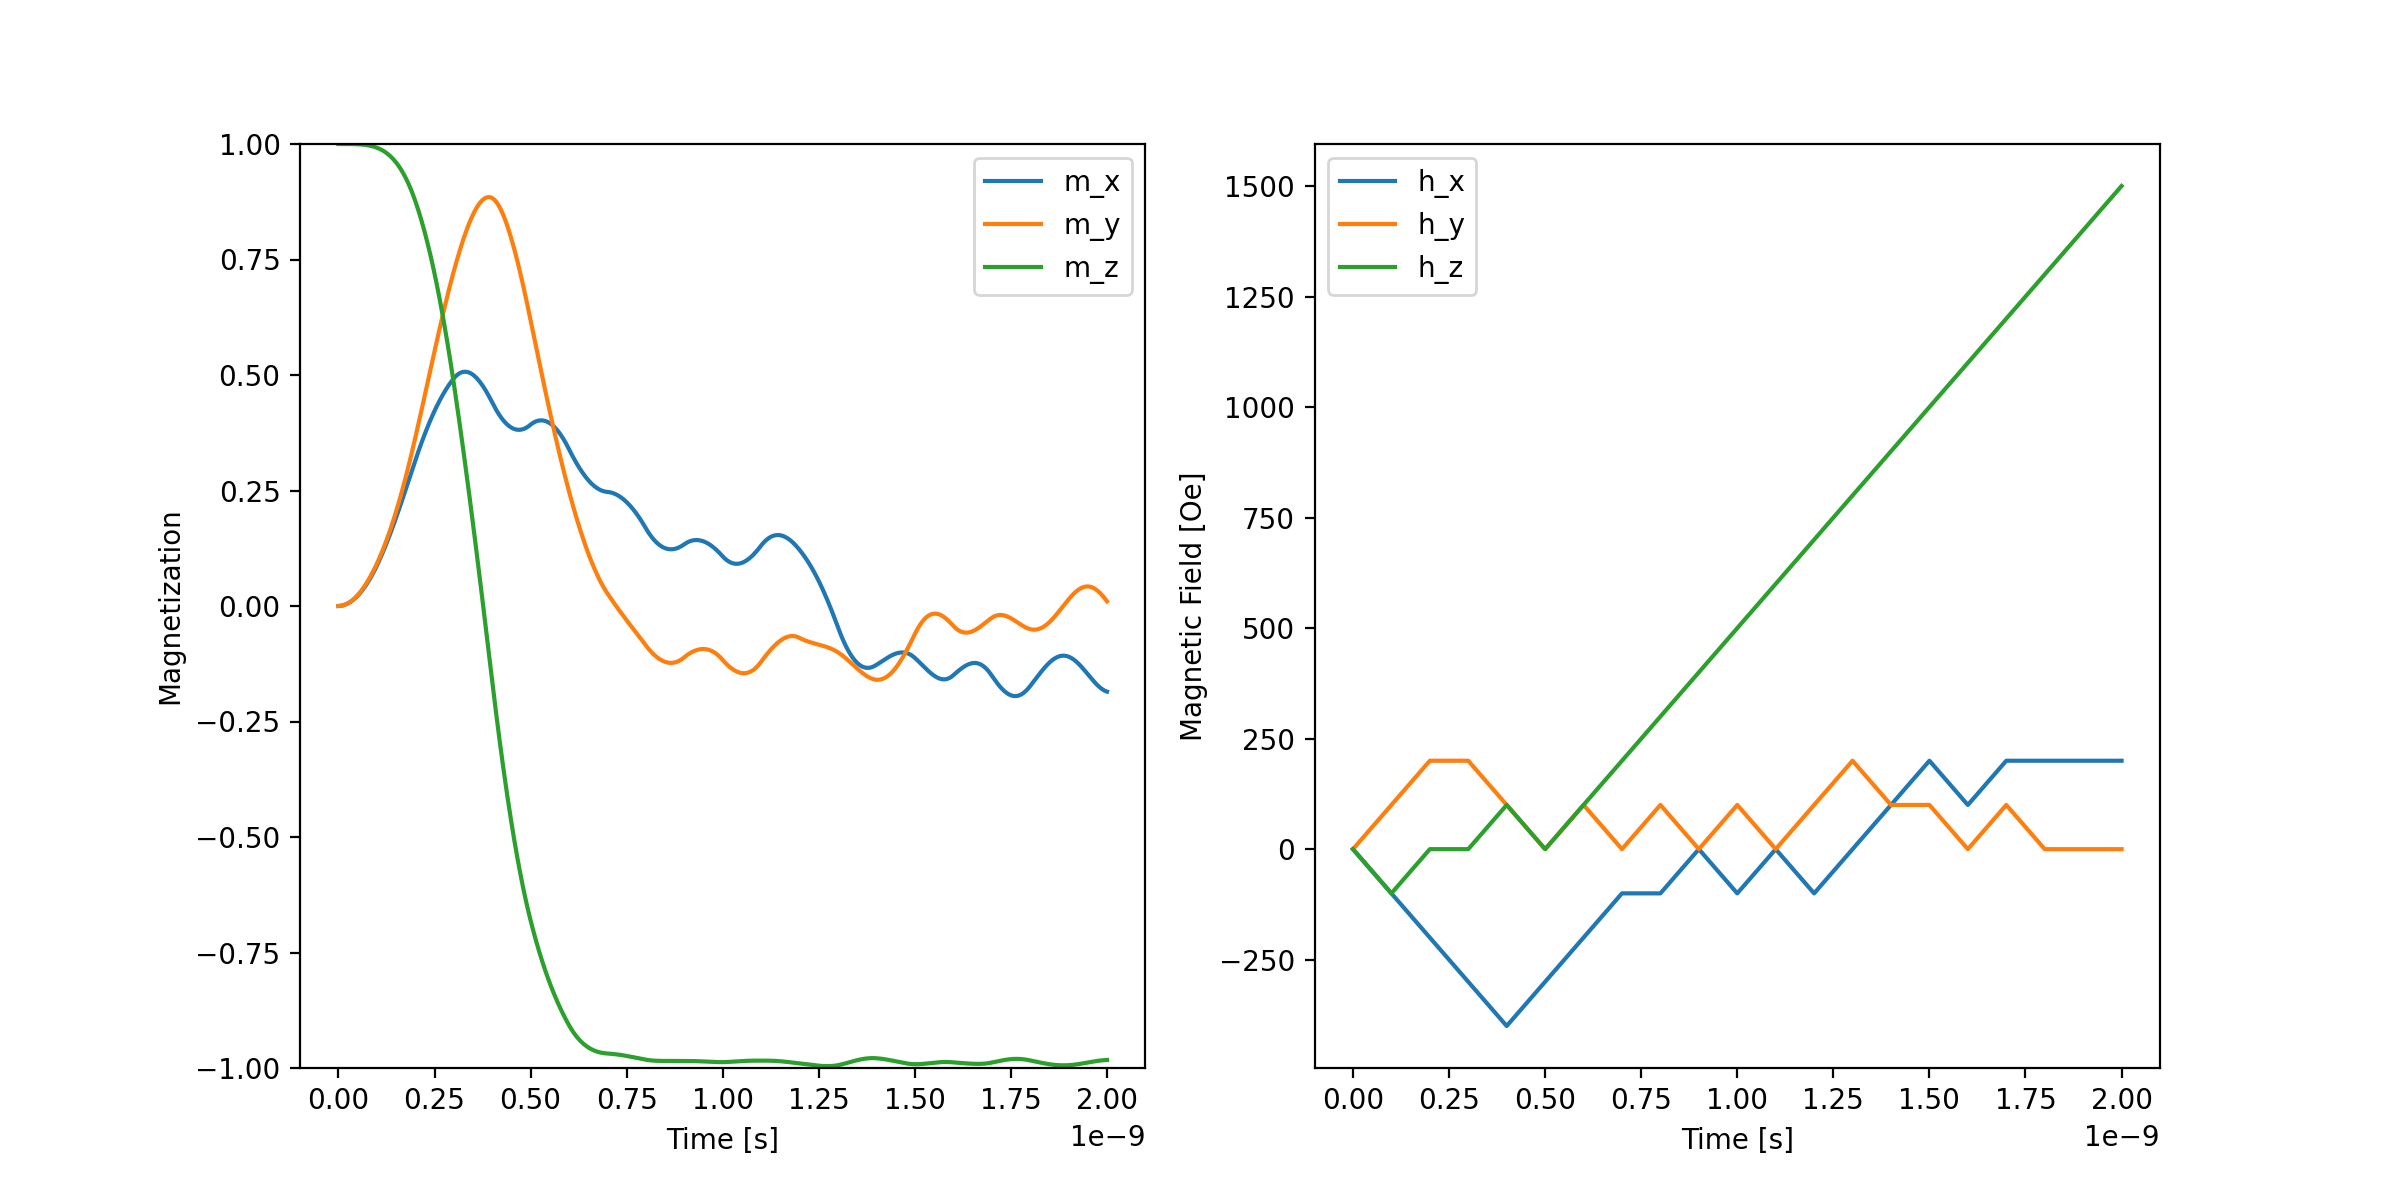 Magnetization
1.00
0.75
0.50
0.25
0.00
−0.25
−0.50
−0.75
−1.00
m_x
m_y
m_z
0.00 0.25 0.50 0.75 1.00 1.25 1.50 1.75 2.00
Time [s]
1e−9
Magnetic Field [Oe]
1500
1250
1000
750
500
250
0
−250
h_x
h_y
h_z
0.00 0.25 0.50 0.75 1.00 1.25 1.50 1.75 2.00
Time [s]
1e−9